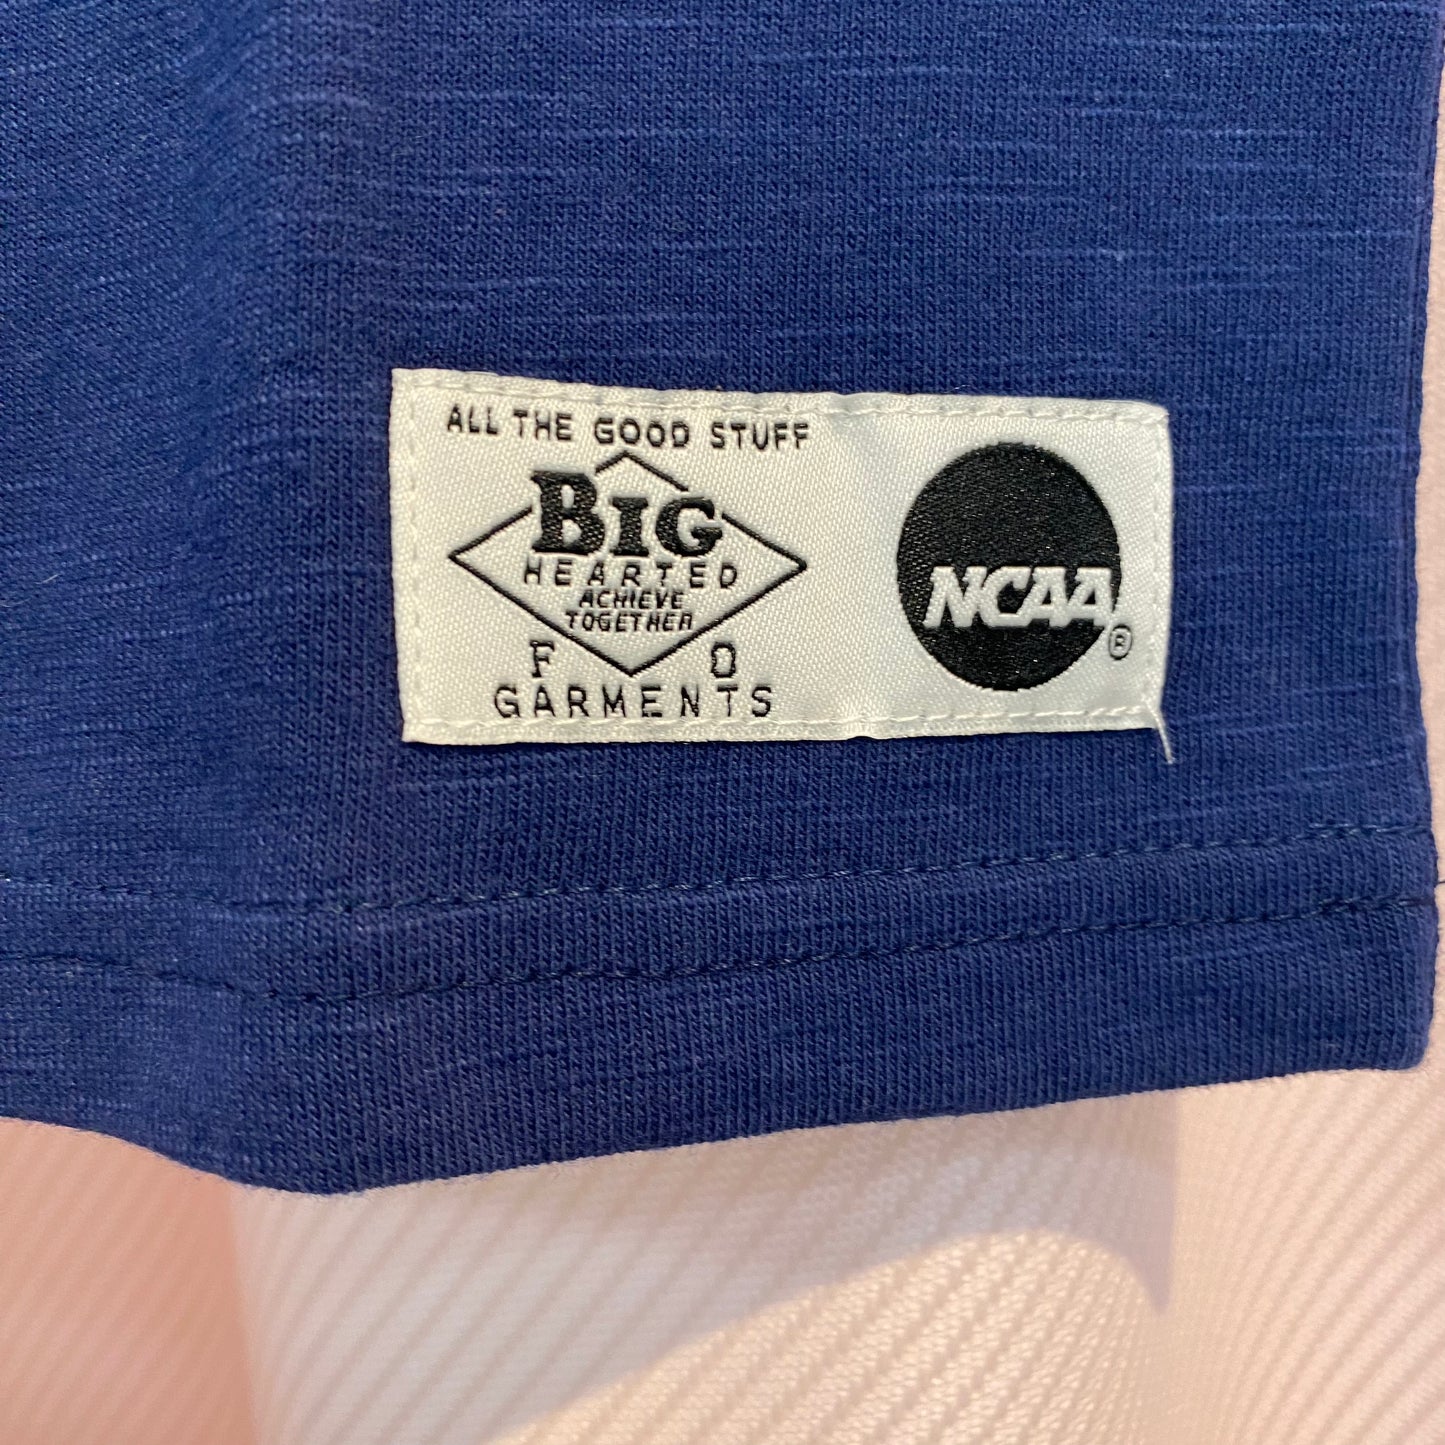 ALL THE GOOD STUFF
BIG
HEARTED
ACHIEVE
TOGETHER
F O
GARMENTS
NCAA®